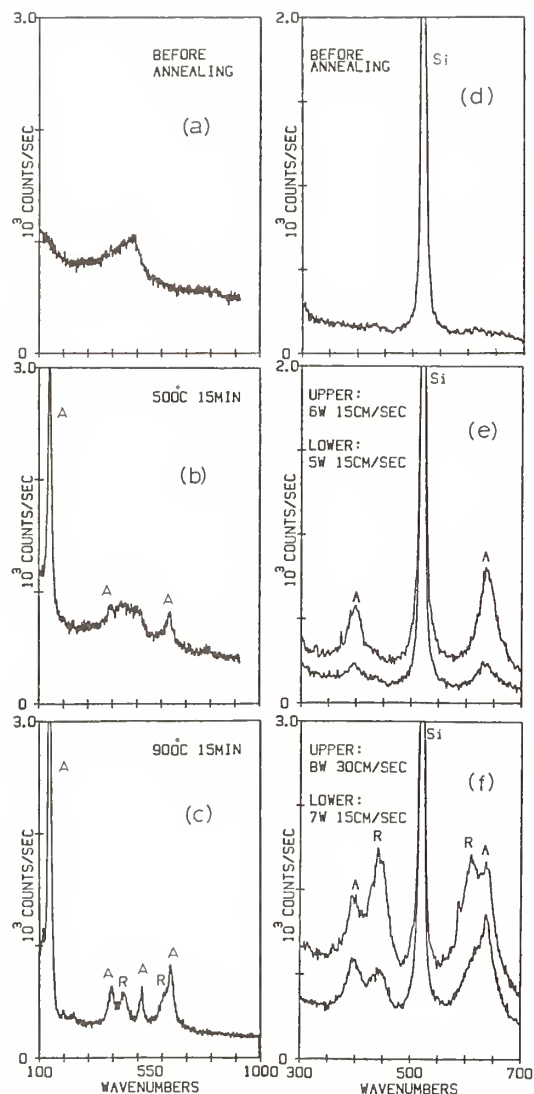 3.0
BEFORE
ANNEALING
(a)
10³ COUNTS/SEC
0
2.0
BEFORE
ANNEALING
Si
(d)
10³ COUNTS/SEC
0
3.0
500°C 15MIN
A
(b)
A
A
10³ COUNTS/SEC
0
2.0
Si
UPPER:
6W 15CM/SEC
(e)
LOWER:
5W 15CM/SEC
A
A
10³ COUNTS/SEC
0
3.0
900°C 15MIN
A
(c)
A
R
A
R
A
10³ COUNTS/SEC
0
100
550
1000
WAVENUMBERS
3.0
Si
UPPER:
8W 30CM/SEC
(f)
LOWER:
7W 15CM/SEC
A
R
R
A
10³ COUNTS/SEC
0
300
500
700
WAVENUMBERS